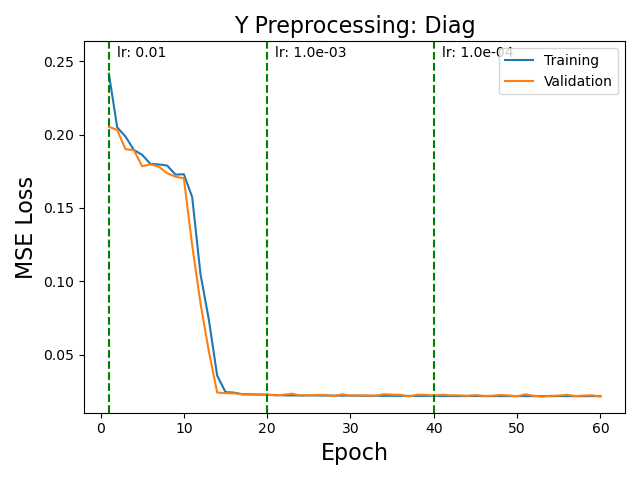 Y Preprocessing: Diag
lr: 0.01
lr: 1.0e-03
lr: 1.0e-04
Training
Validation
0.25
0.20
0.15
0.10
0.05
MSE Loss
0 10 20 30 40 50 60
Epoch